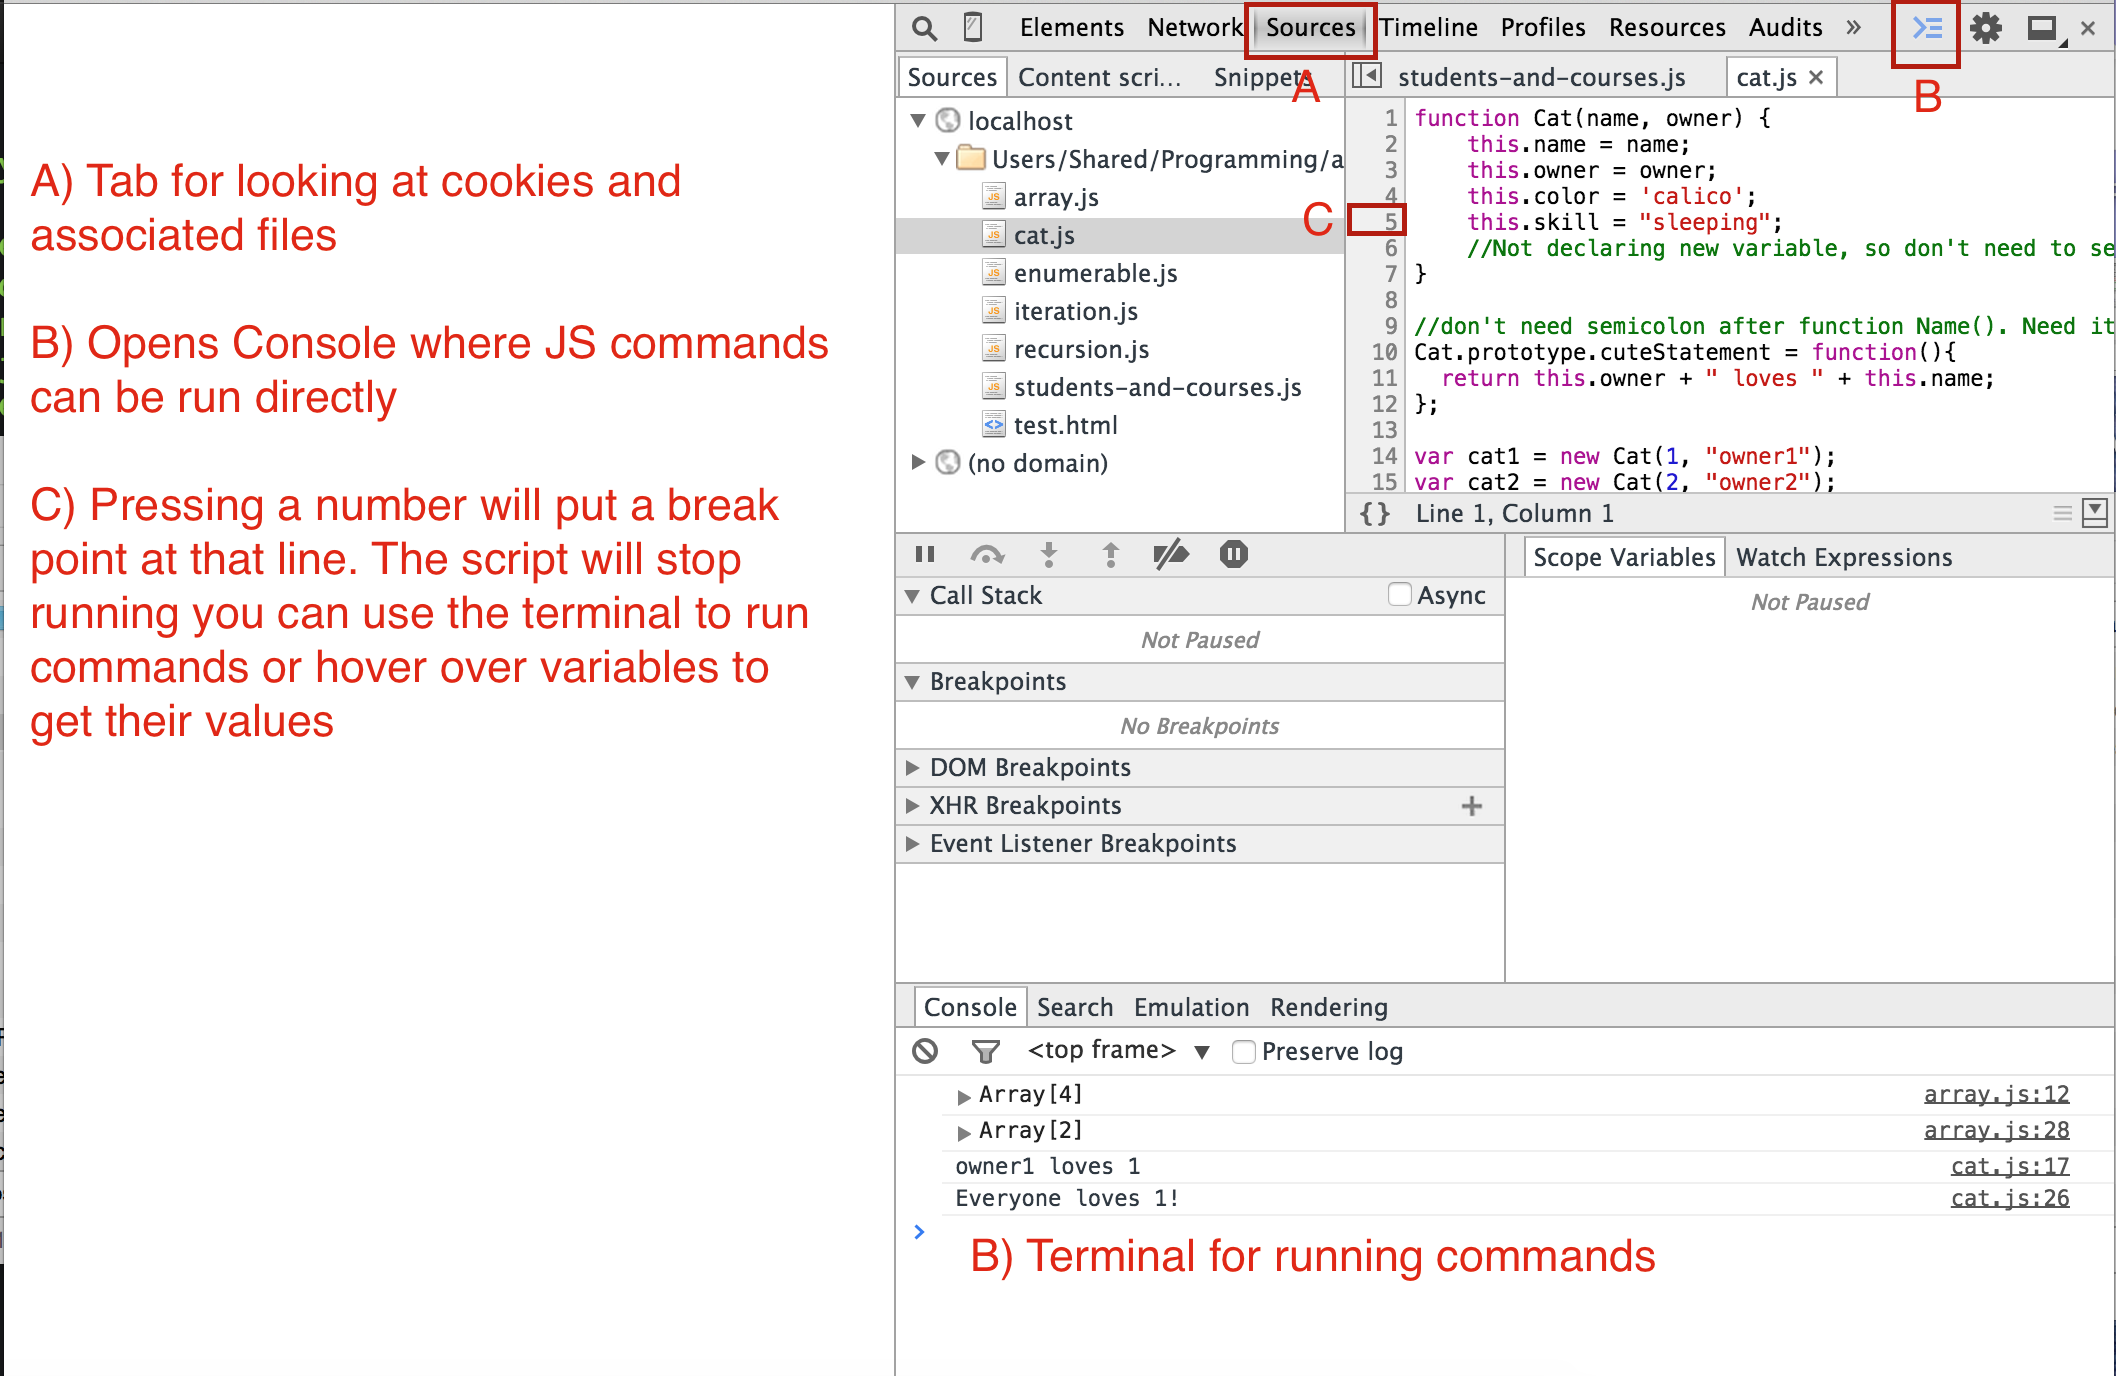 Elements Network Sources Timeline Profiles Resources Audits »
Sources Content scri... Snippets
A
students-and-courses.js cat.js ×
B
A) Tab for looking at cookies and
associated files
B) Opens Console where JS commands
can be run directly
C) Pressing a number will put a break
point at that line. The script will stop
running you can use the terminal to run
commands or hover over variables to
get their values
localhost
Users/Shared/Programming/a
array.js
cat.js
enumerable.js
iteration.js
recursion.js
students-and-courses.js
test.html
(no domain)
C
1 function Cat(name, owner) {
2 this.name = name;
3 this.owner = owner;
4 this.color = 'calico';
5 this.skill = "sleeping";
6 //Not declaring new variable, so don't need to se
7 }
8
9 //don't need semicolon after function Name(). Need it
10 Cat.prototype.cuteStatement = function(){
11 return this.owner + " loves " + this.name;
12 };
13
14 var cat1 = new Cat(1, "owner1");
15 var cat2 = new Cat(2, "owner2");
{} Line 1, Column 1
Call Stack Async
Not Paused
Breakpoints
No Breakpoints
DOM Breakpoints
XHR Breakpoints +
Event Listener Breakpoints
Scope Variables Watch Expressions
Not Paused
Console Search Emulation Rendering
<top frame> Preserve log
Array[4] array.js:12
Array[2] array.js:28
owner1 loves 1 cat.js:17
Everyone loves 1! cat.js:26
B) Terminal for running commands